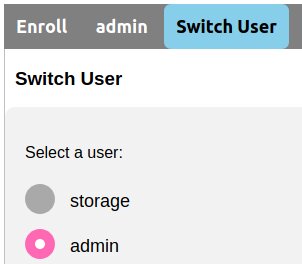 Enroll admin Switch User
Switch User
Select a user:
storage
admin